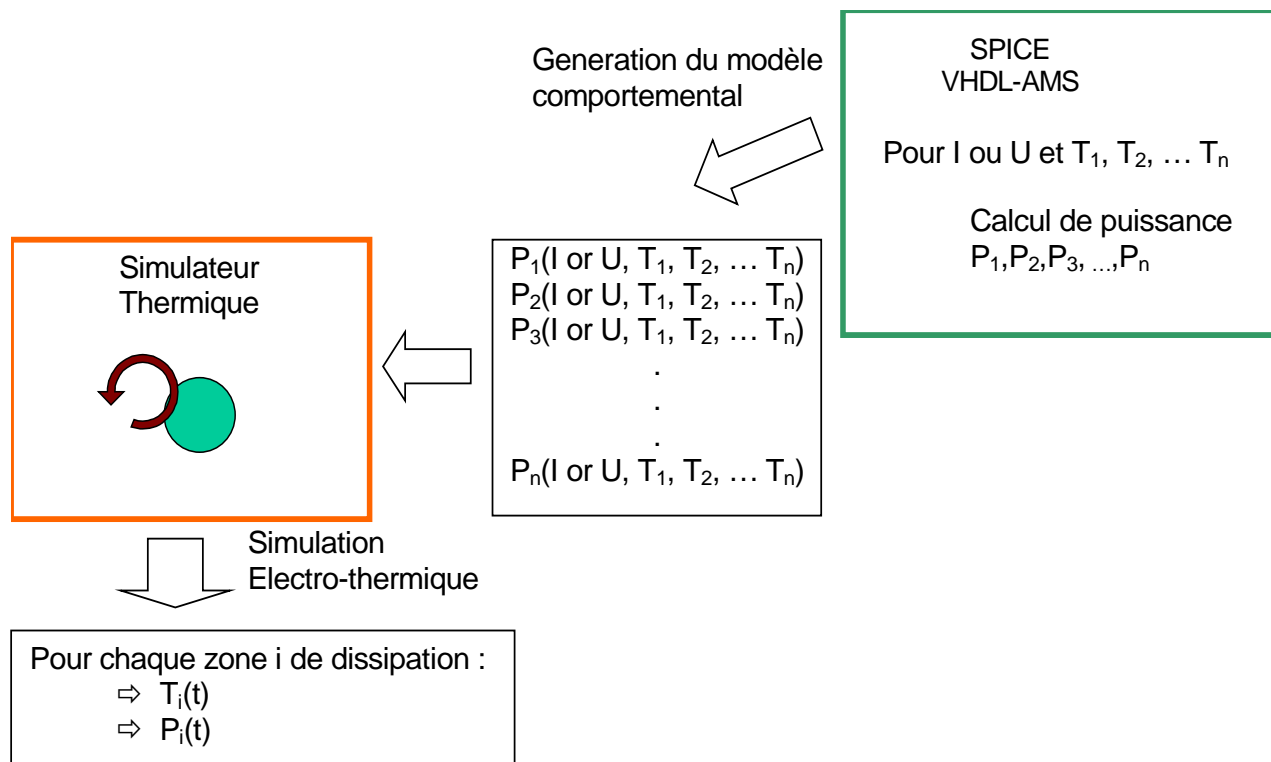 Generation du modèle
comportemental
SPICE
VHDL-AMS
Pour I ou U et T₁, T₂, … Tₙ
Calcul de puissance
P₁,P₂,P₃, ...,Pₙ
Simulateur
Thermique
P₁(I or U, T₁, T₂, … Tₙ)
P₂(I or U, T₁, T₂, … Tₙ)
P₃(I or U, T₁, T₂, … Tₙ)
.
.
.
Pₙ(I or U, T₁, T₂, … Tₙ)
Simulation
Electro-thermique
Pour chaque zone i de dissipation :
⇨ Tᵢ(t)
⇨ Pᵢ(t)